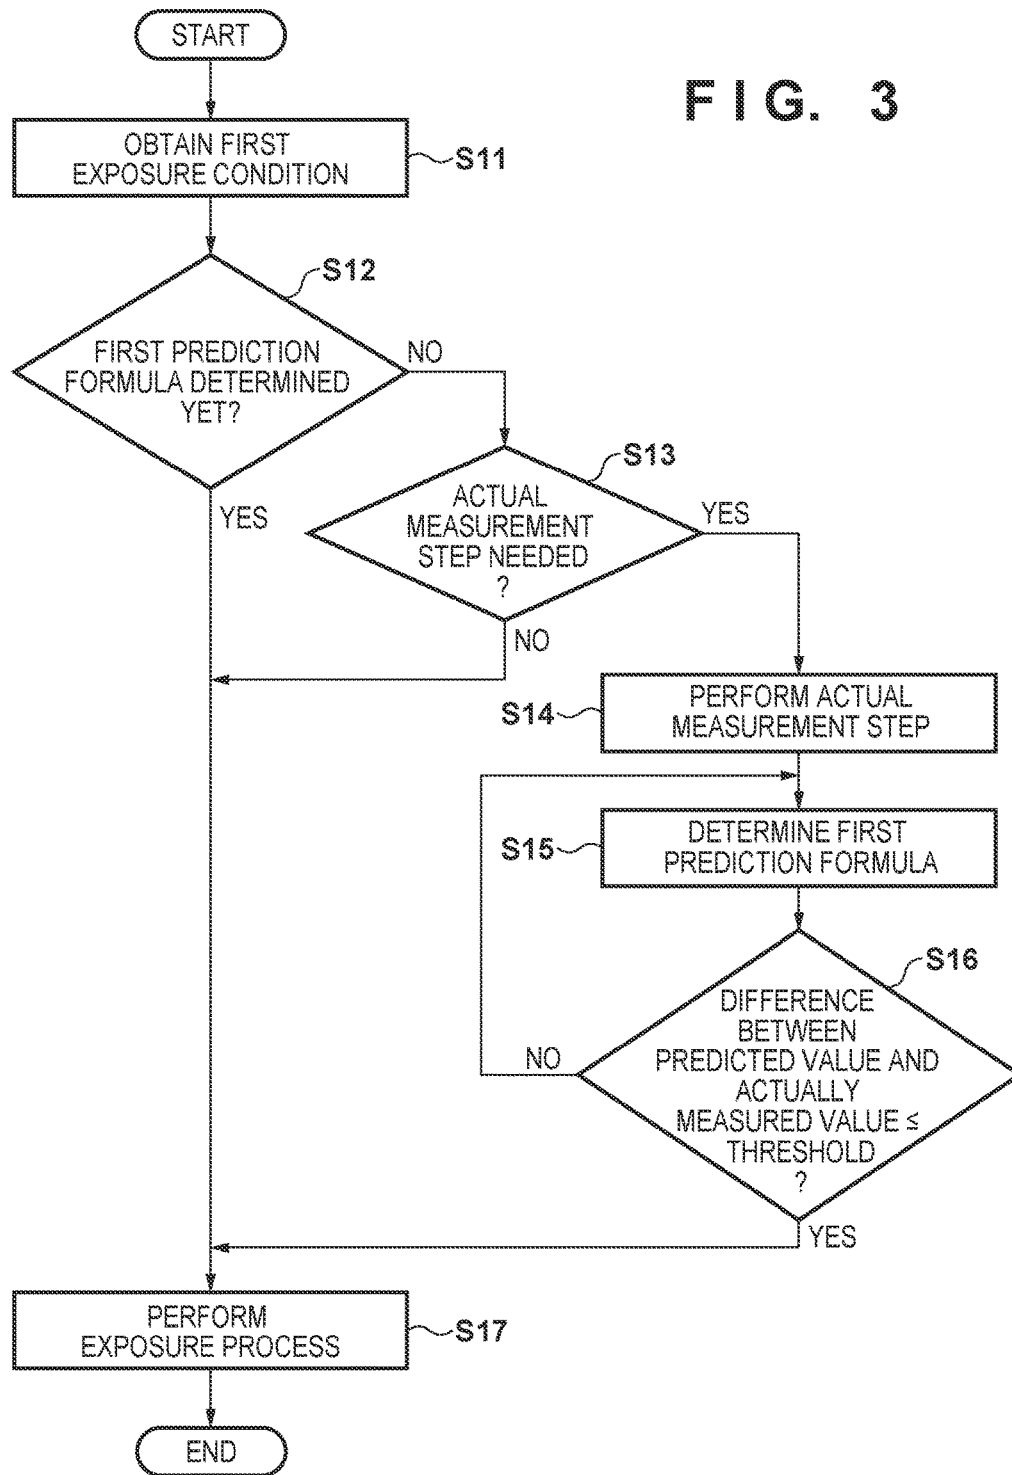 START
FIG. 3
OBTAIN FIRST
EXPOSURE CONDITION
S11
S12
FIRST PREDICTION
FORMULA DETERMINED
YET?
NO
YES
S13
ACTUAL
MEASUREMENT
STEP NEEDED
?
YES
NO
S14
PERFORM ACTUAL
MEASUREMENT STEP
S15
DETERMINE FIRST
PREDICTION FORMULA
S16
DIFFERENCE
BETWEEN
PREDICTED VALUE AND
ACTUALLY
MEASURED VALUE ≤
THRESHOLD
?
NO
YES
PERFORM
EXPOSURE PROCESS
S17
END